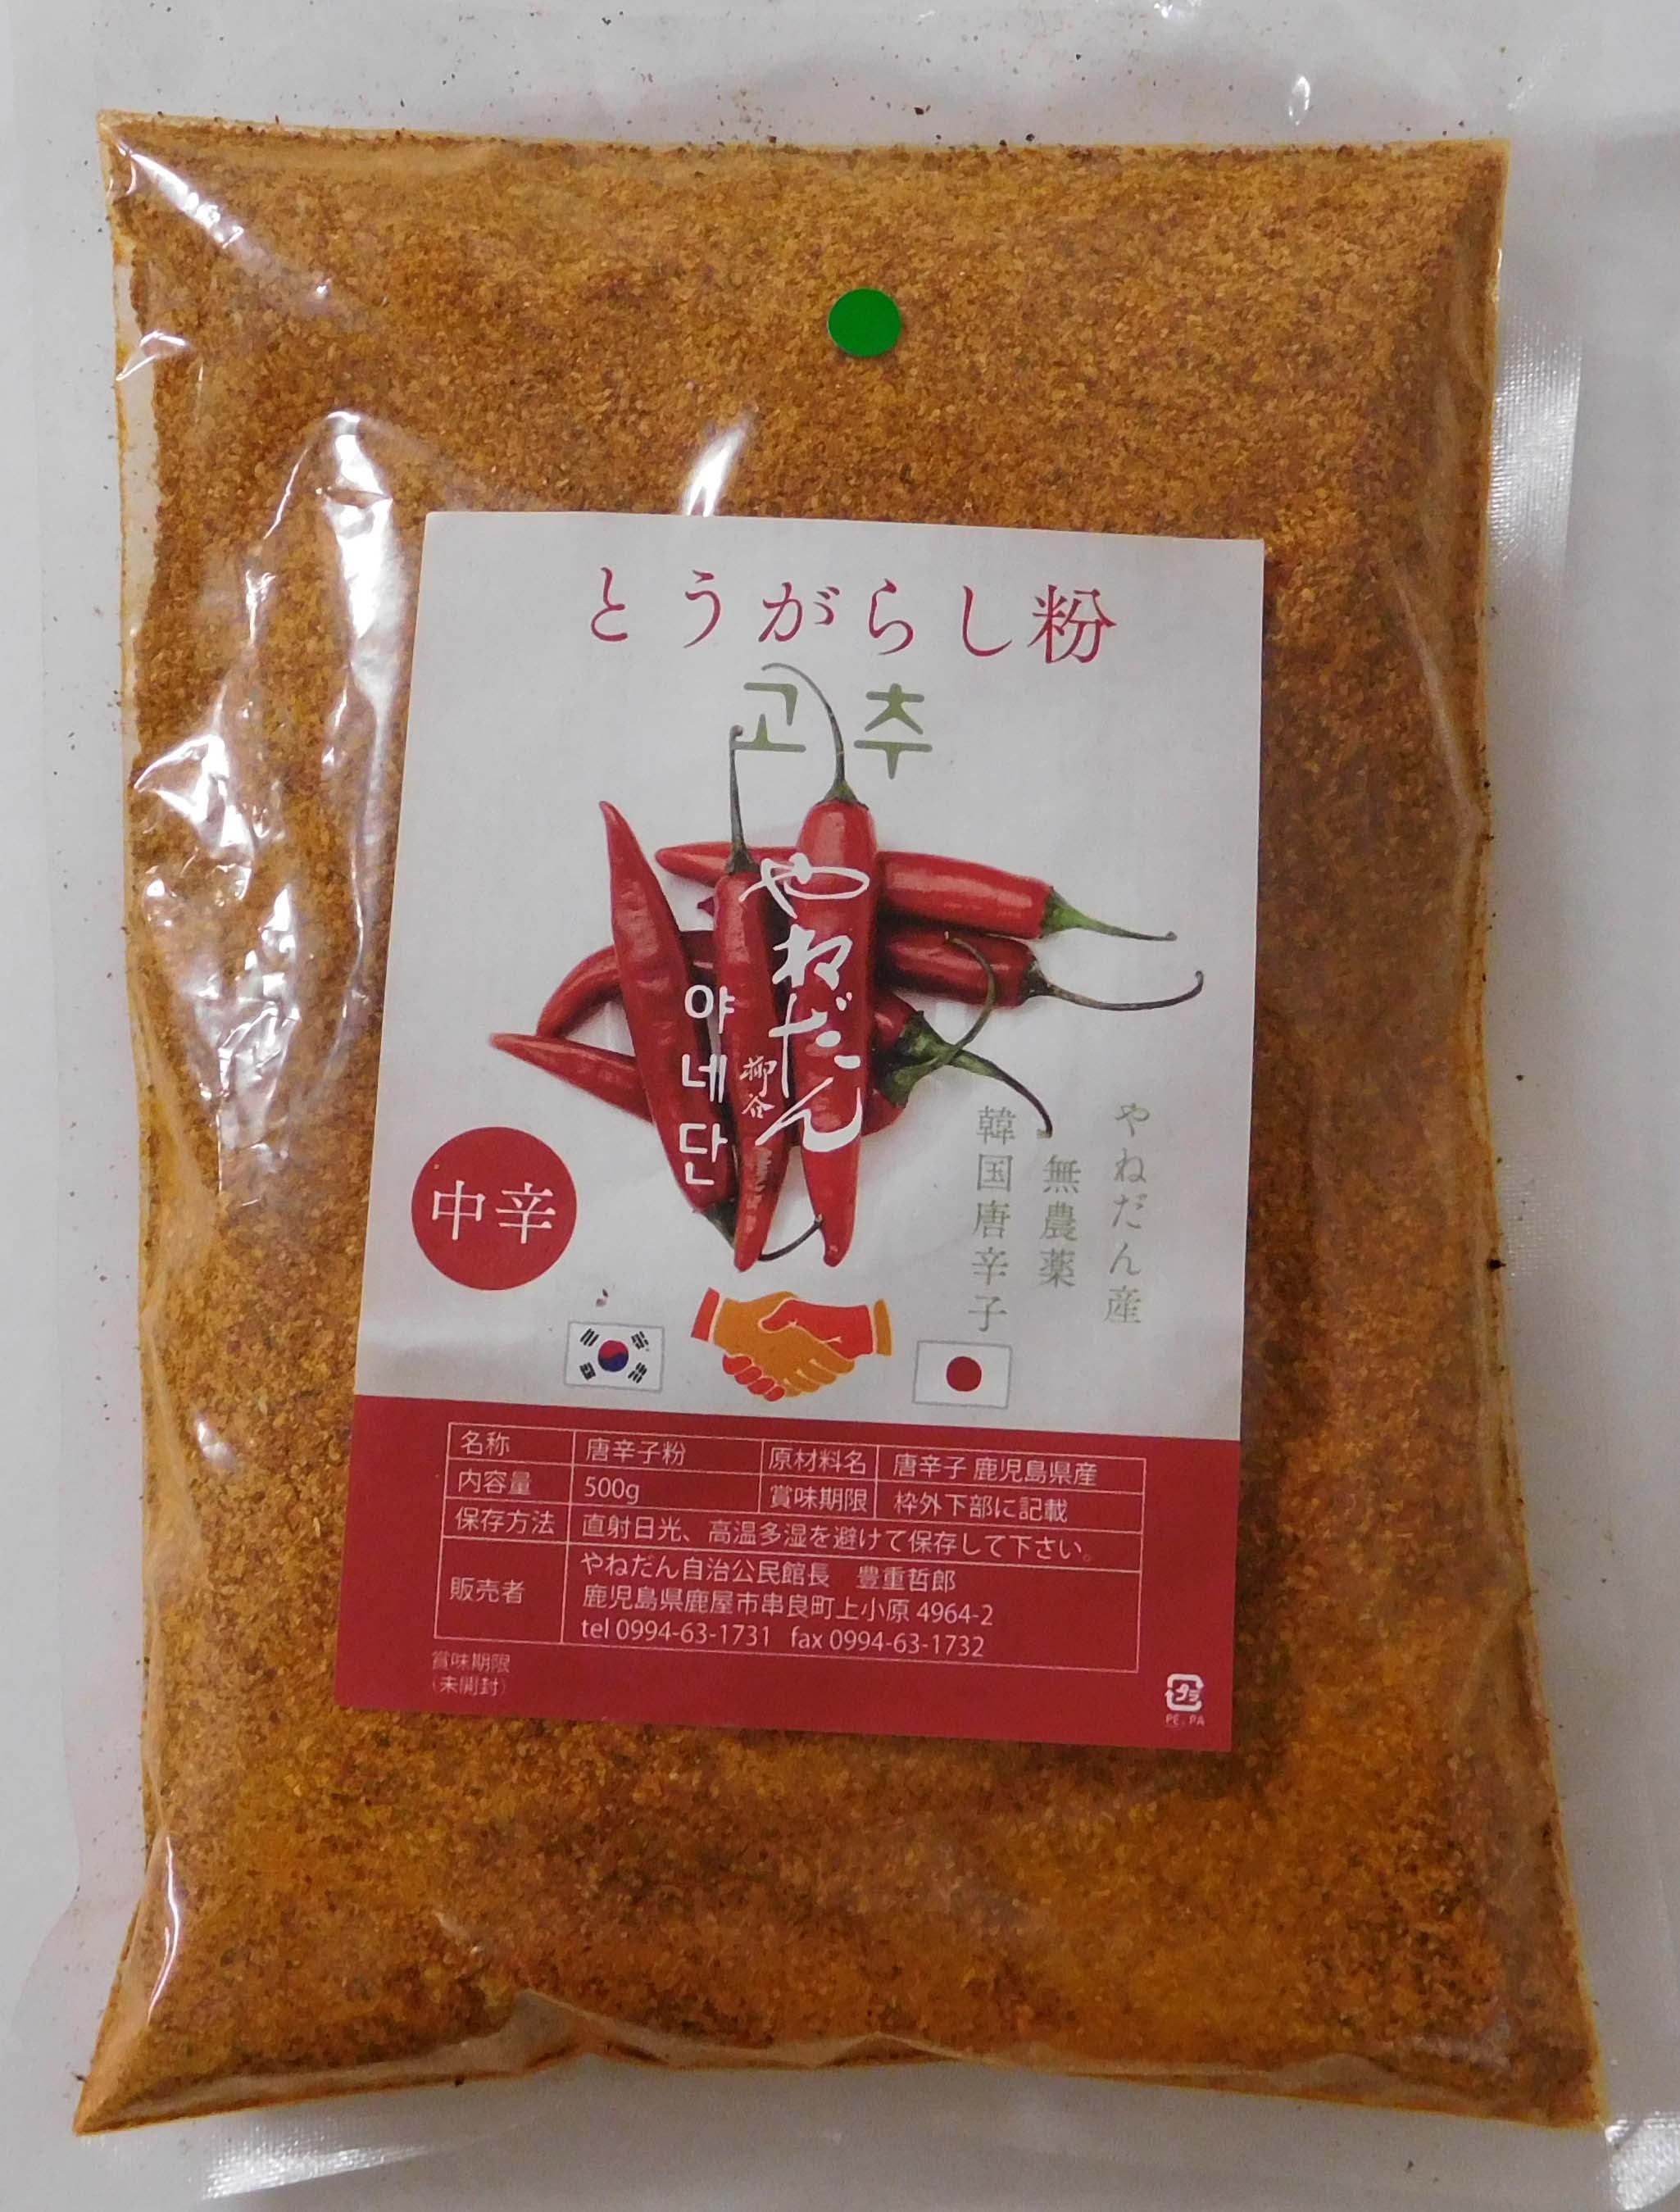 とうがらし粉
고추
やねだん
柳谷
야네단
中辛
やねだん産
無農薬
韓国唐辛子
名称 唐辛子粉 原材料名 唐辛子 鹿児島県産
内容量 500g 賞味期限 枠外下部に記載
保存方法 直射日光、高温多湿を避けて保存して下さい。
販売者 やねだん自治公民館長 豊重哲郎
鹿児島県鹿屋市串良町上小原 4964-2
tel 0994-63-1731 fax 0994-63-1732
賞味期限
(未開封)
プラ
PE、PA